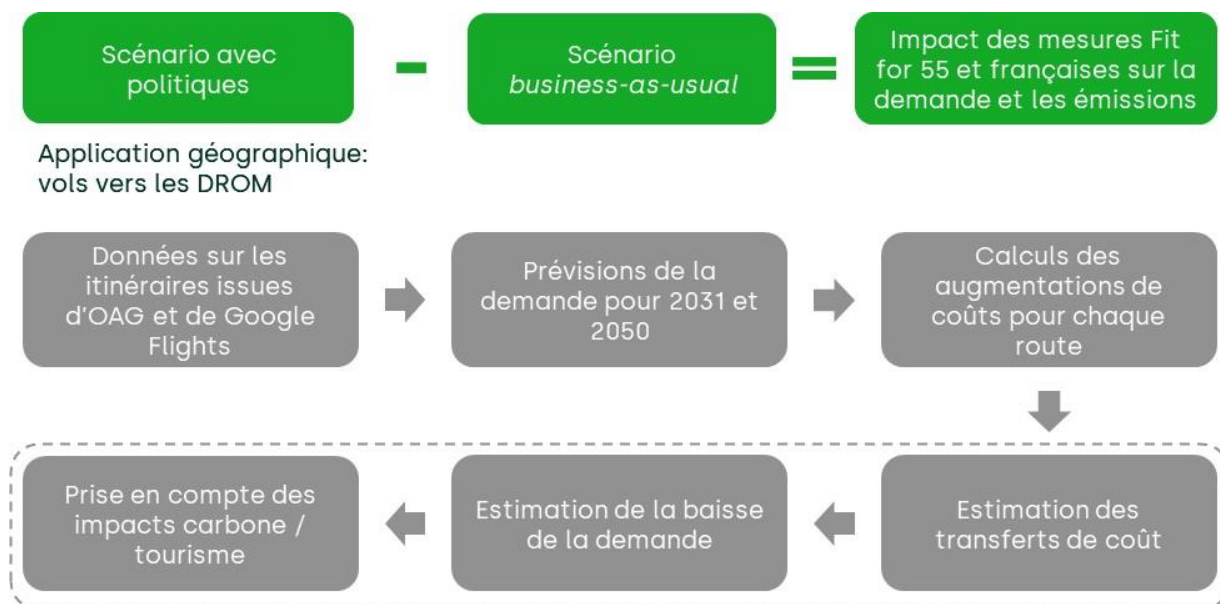 Scénario avec
politiques
-
Scénario
business-as-usual
=
Impact des mesures Fit
for 55 et françaises sur la
demande et les émissions
Application géographique:
vols vers les DROM
Données sur les
itinéraires issues
d'OAG et de Google
Flights
Prévisions de la
demande pour 2031 et
2050
Calculs des
augmentations de
coûts pour chaque
route
Prise en compte des
impacts carbone /
tourisme
Estimation de la baisse
de la demande
Estimation des
transferts de coût